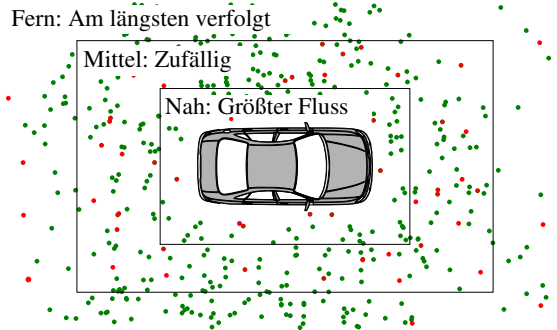 Fern: Am längsten verfolgt
Mittel: Zufällig
Nah: Größter Fluss